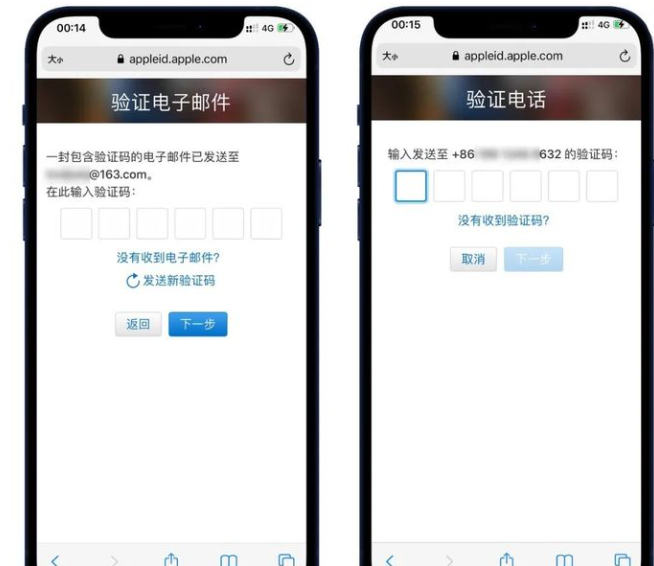 00:14
4G
大小
appleid.apple.com
验证电子邮件
一封包含验证码的电子邮件已发送至
@163.com。
在此输入验证码：
没有收到电子邮件？
发送新验证码
返回
下一步
00:15
4G
大小
appleid.apple.com
验证电话
输入发送至 +86 632 的验证码：
没有收到验证码？
取消
下一步